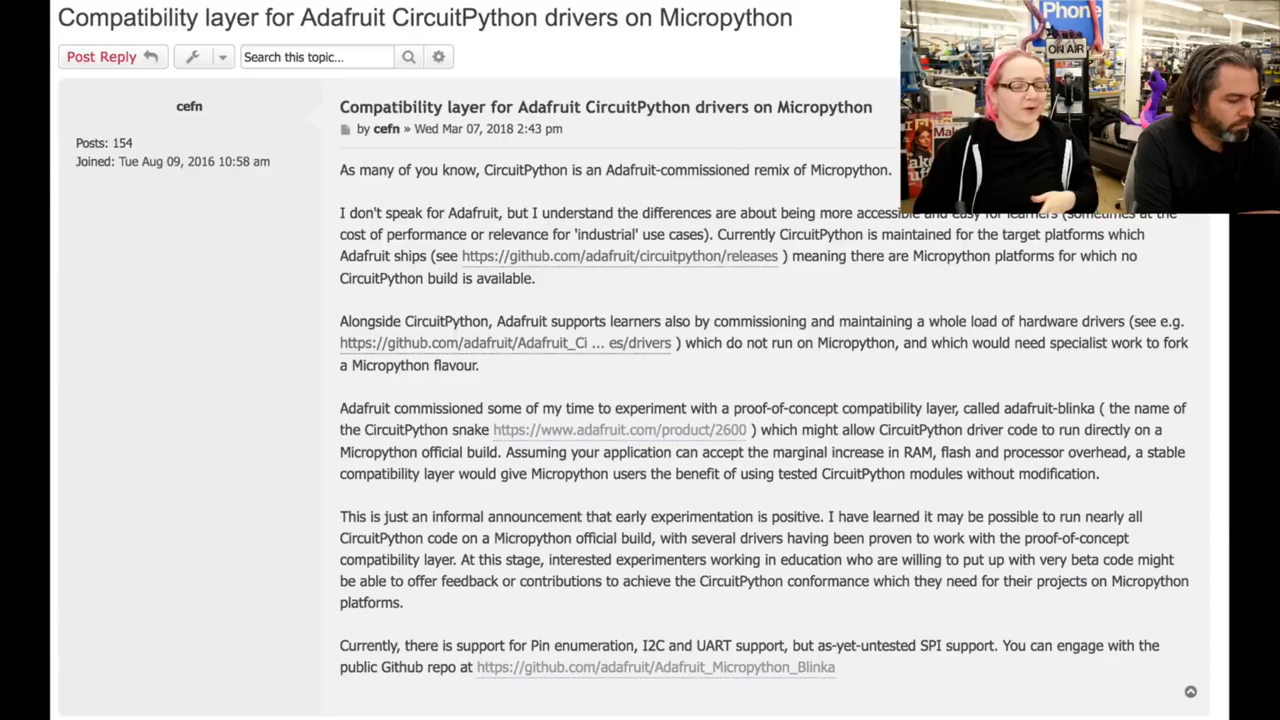 Compatibility layer for Adafruit CircuitPython drivers on Micropython
Post Reply
Search this topic...
cefn
Posts: 154
Joined: Tue Aug 09, 2016 10:58 am
Compatibility layer for Adafruit CircuitPython drivers on Micropython
by cefn » Wed Mar 07, 2018 2:43 pm
As many of you know, CircuitPython is an Adafruit-commissioned remix of Micropython.
I don't speak for Adafruit, but I understand the differences are about being more accessible and easy for learners (sometimes at the
cost of performance or relevance for 'industrial' use cases). Currently CircuitPython is maintained for the target platforms which
Adafruit ships (see https://github.com/adafruit/circuitpython/releases ) meaning there are Micropython platforms for which no
CircuitPython build is available.
Alongside CircuitPython, Adafruit supports learners also by commissioning and maintaining a whole load of hardware drivers (see e.g.
https://github.com/adafruit/Adafruit_Ci ... es/drivers ) which do not run on Micropython, and which would need specialist work to fork
a Micropython flavour.
Adafruit commissioned some of my time to experiment with a proof-of-concept compatibility layer, called adafruit-blinka ( the name of
the CircuitPython snake https://www.adafruit.com/product/2600 ) which might allow CircuitPython driver code to run directly on a
Micropython official build. Assuming your application can accept the marginal increase in RAM, flash and processor overhead, a stable
compatibility layer would give Micropython users the benefit of using tested CircuitPython modules without modification.
This is just an informal announcement that early experimentation is positive. I have learned it may be possible to run nearly all
CircuitPython code on a Micropython official build, with several drivers having been proven to work with the proof-of-concept
compatibility layer. At this stage, interested experimenters working in education who are willing to put up with very beta code might
be able to offer feedback or contributions to achieve the CircuitPython conformance which they need for their projects on Micropython
platforms.
Currently, there is support for Pin enumeration, I2C and UART support, but as-yet-untested SPI support. You can engage with the
public Github repo at https://github.com/adafruit/Adafruit_Micropython_Blinka
Phone
ON AIR